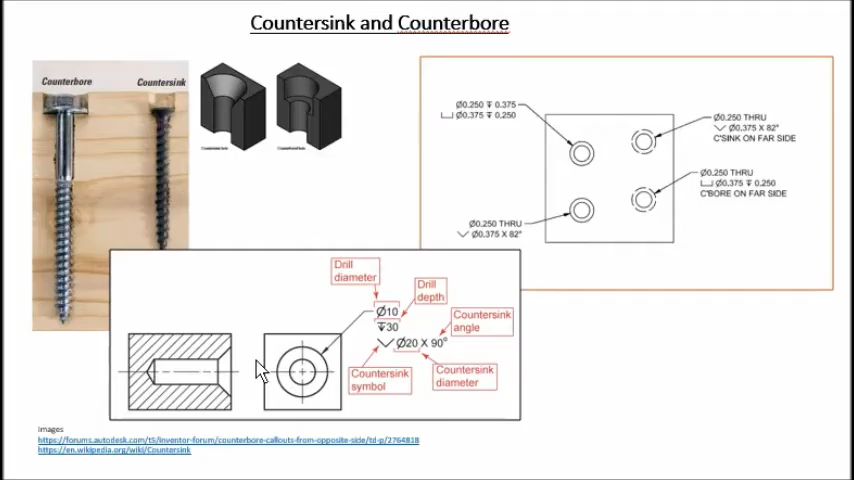 Countersink and Counterbore
Counterbore
Countersink
Ø0.250 ↧ 0.375
⌴ Ø0.375 ↧ 0.250
Ø0.250 THRU
⌵ Ø0.375 X 82°
C'SINK ON FAR SIDE
Ø0.250 THRU
⌴ Ø0.375 ↧ 0.250
C'BORE ON FAR SIDE
Ø0.250 THRU
⌵ Ø0.375 X 82°
Drill
diameter
Drill
depth
Ø10
↧30
⌵ Ø20 X 90°
Countersink
angle
Countersink
symbol
Countersink
diameter
Images:
https://forums.autodesk.com/t5/inventor-forum/counterbore-callouts-from-opposite-side/td-p/2764818
https://en.wikipedia.org/wiki/Countersink